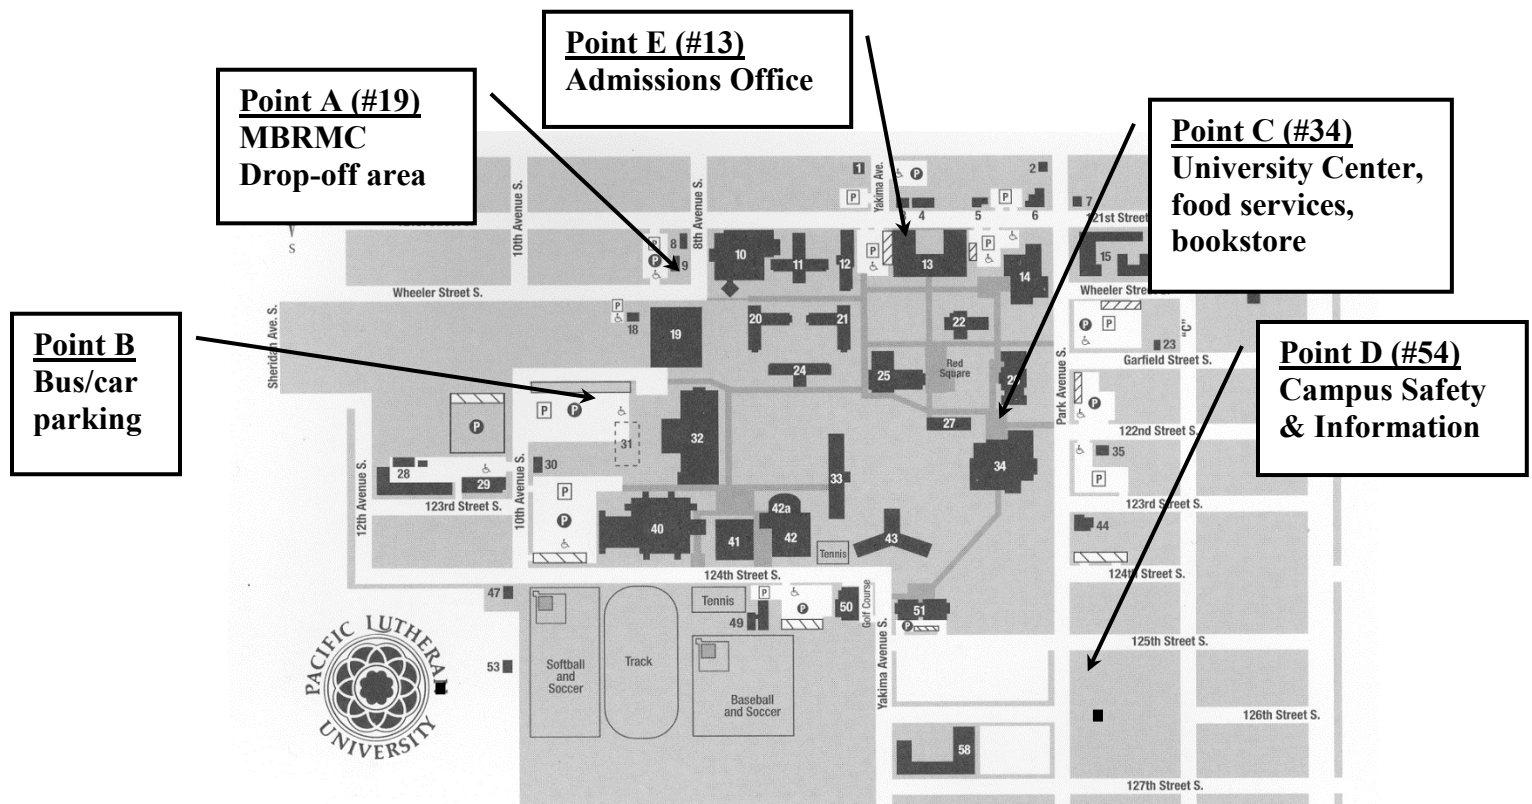 Point E (#13)
Admissions Office
Point A (#19)
MBRMC
Drop-off area
Point C (#34)
University Center,
food services,
bookstore
Point B
Bus/car
parking
Point D (#54)
Campus Safety
& Information
S
10th Avenue S.
8th Avenue S.
Yakima Ave.
121st Street
Wheeler Street S.
Wheeler Street
Sheridan Ave. S.
"C"
Garfield Street S.
Park Avenue S.
122nd Street S.
12th Avenue S.
10th Avenue S.
123rd Street S.
123rd Street S.
124th Street S.
124th Street S.
125th Street S.
Yakima Avenue S.
126th Street S.
127th Street S.
Red
Square
Tennis
Tennis
Golf Course
Softball
and
Soccer
Track
Baseball
and Soccer
PACIFIC LUTHERAN
UNIVERSITY
1
2
4
5
6
7
8
9
10
11
12
13
14
15
18
19
20
21
22
23
24
25
27
28
29
30
31
32
33
34
35
40
41
42a
42
43
44
47
49
50
51
53
58
P